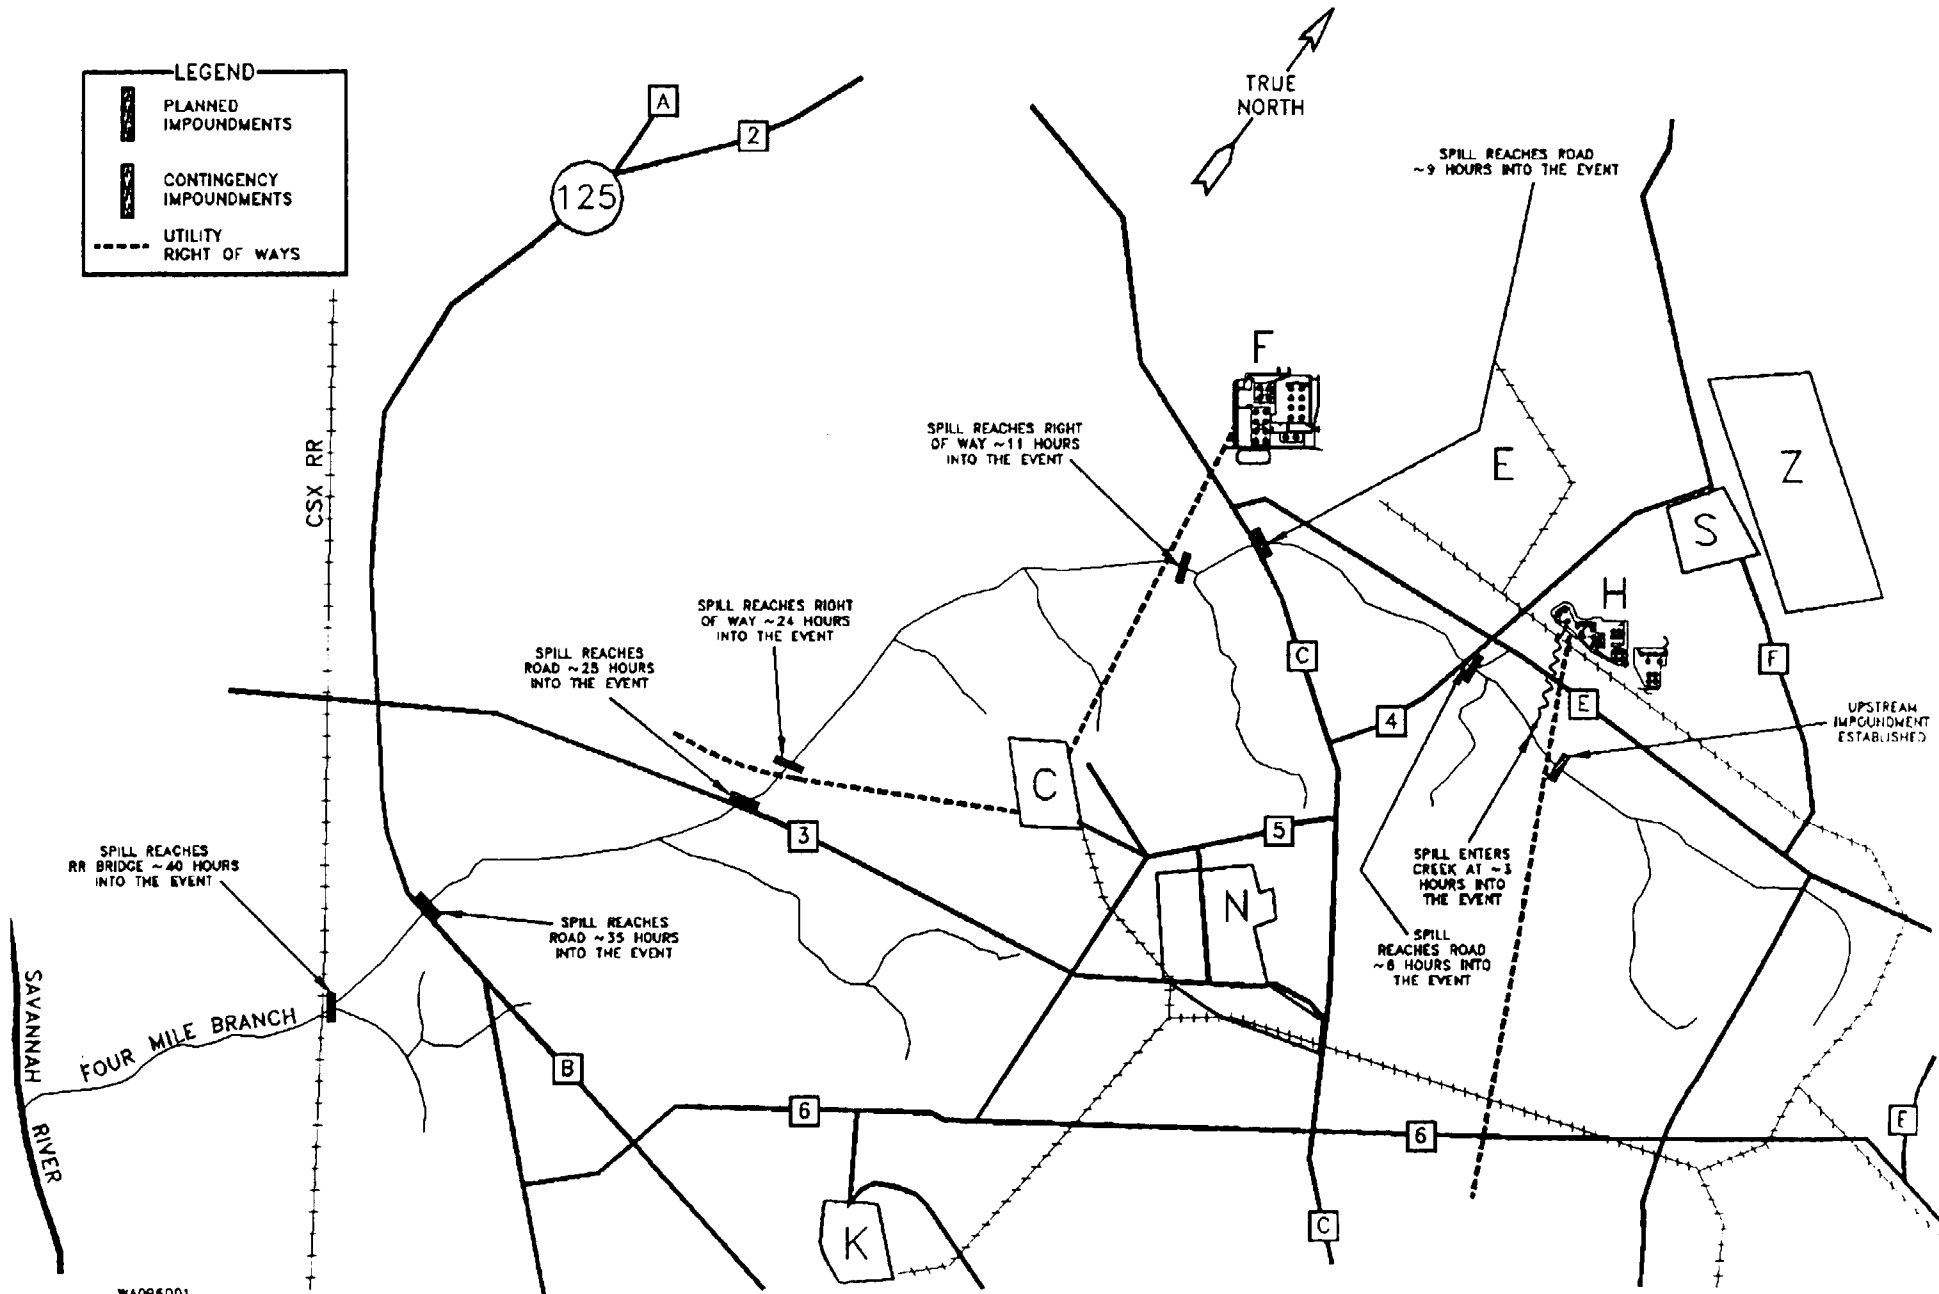 LEGEND
PLANNED
IMPOUNDMENTS
CONTINGENCY
IMPOUNDMENTS
UTILITY
RIGHT OF WAYS
A
2
125
TRUE
NORTH
SPILL REACHES ROAD
~9 HOURS INTO THE EVENT
F
SPILL REACHES RIGHT
OF WAY ~11 HOURS
INTO THE EVENT
CSX RR
E
Z
S
H
SPILL REACHES RIGHT
OF WAY ~24 HOURS
INTO THE EVENT
SPILL REACHES
ROAD ~25 HOURS
INTO THE EVENT
C
F
E
4
UPSTREAM
IMPOUNDMENT
ESTABLISHED
C
3
5
SPILL REACHES
RR BRIDGE ~40 HOURS
INTO THE EVENT
SPILL ENTERS
CREEK AT ~3
HOURS INTO
THE EVENT
N
SPILL REACHES
ROAD ~35 HOURS
INTO THE EVENT
SPILL
REACHES ROAD
~6 HOURS INTO
THE EVENT
SAVANNAH
RIVER
FOUR MILE BRANCH
B
6
6
E
K
C